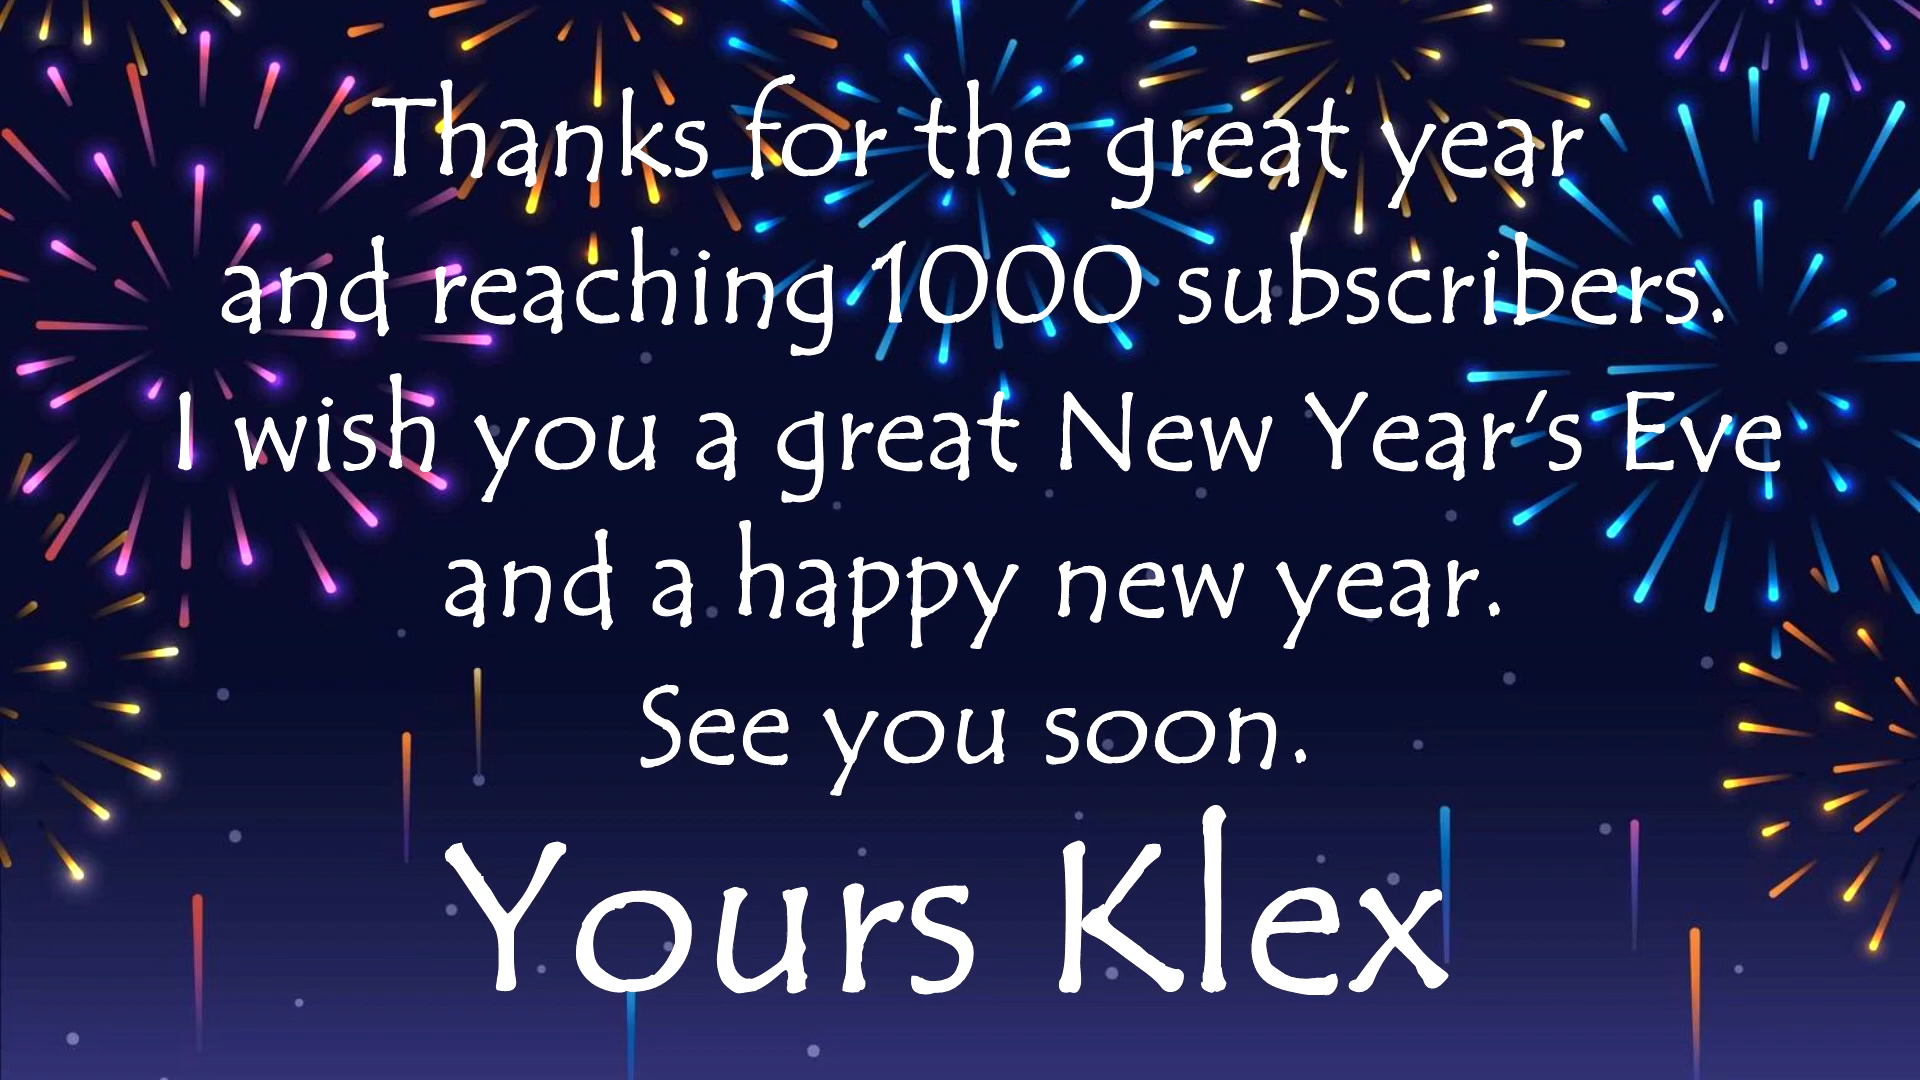 Thanks for the great year
and reaching 1000 subscribers.
I wish you a great New Year's Eve
and a happy new year.
See you soon.
Yours Klex